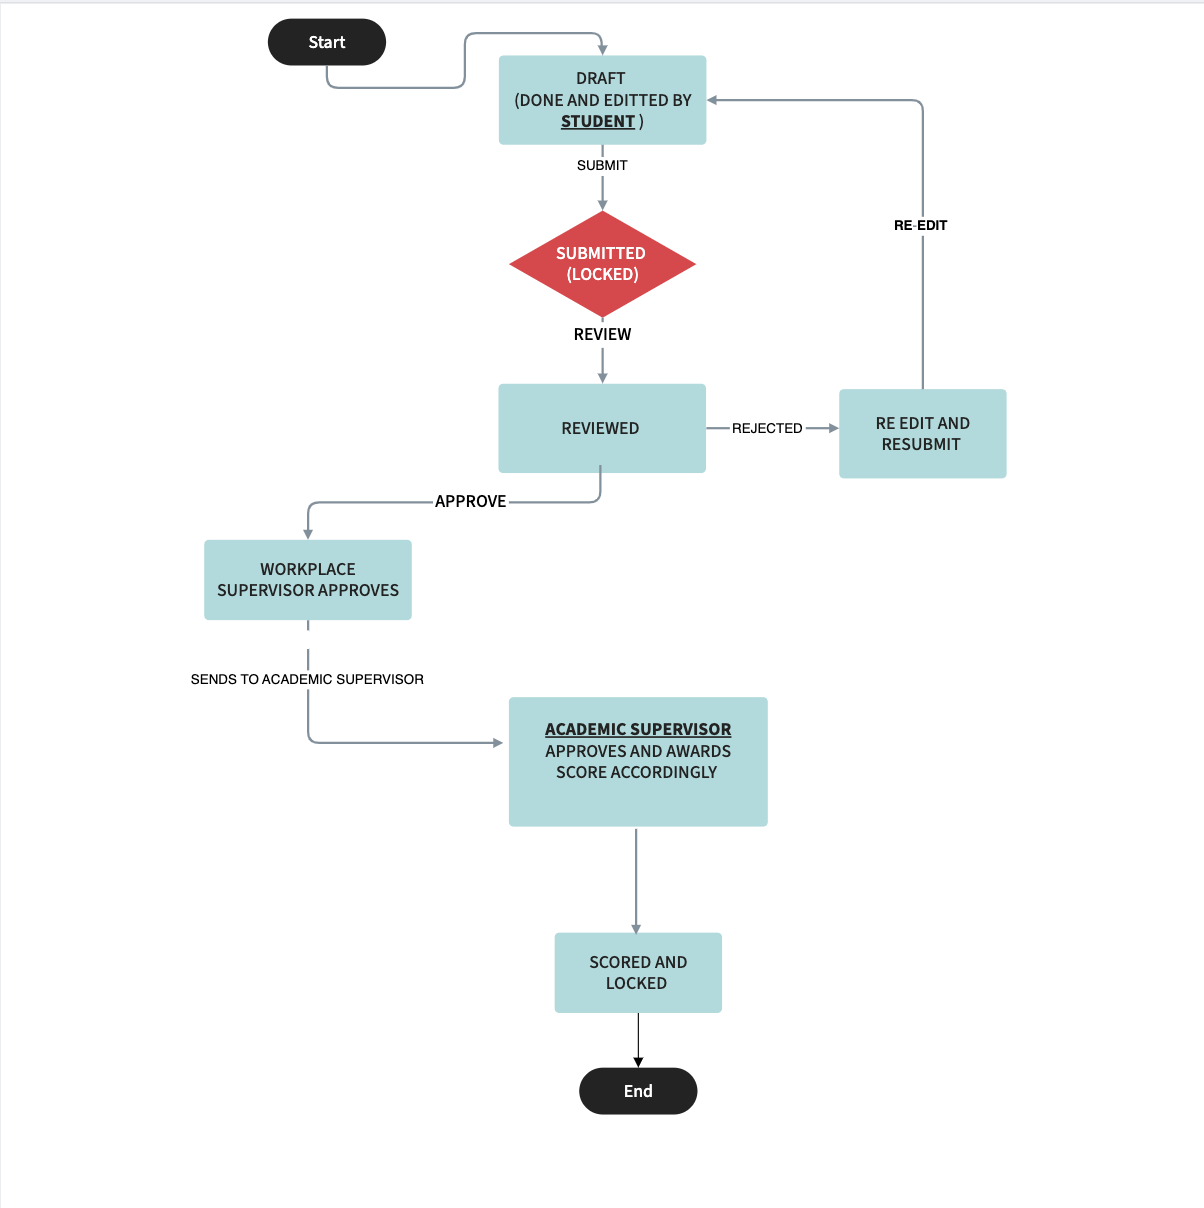 Start
DRAFT
(DONE AND EDITTED BY
STUDENT )
SUBMIT
SUBMITTED
(LOCKED)
RE-EDIT
REVIEW
REVIEWED
REJECTED
RE EDIT AND
RESUBMIT
APPROVE
WORKPLACE
SUPERVISOR APPROVES
SENDS TO ACADEMIC SUPERVISOR
ACADEMIC SUPERVISOR
APPROVES AND AWARDS
SCORE ACCORDINGLY
SCORED AND
LOCKED
End